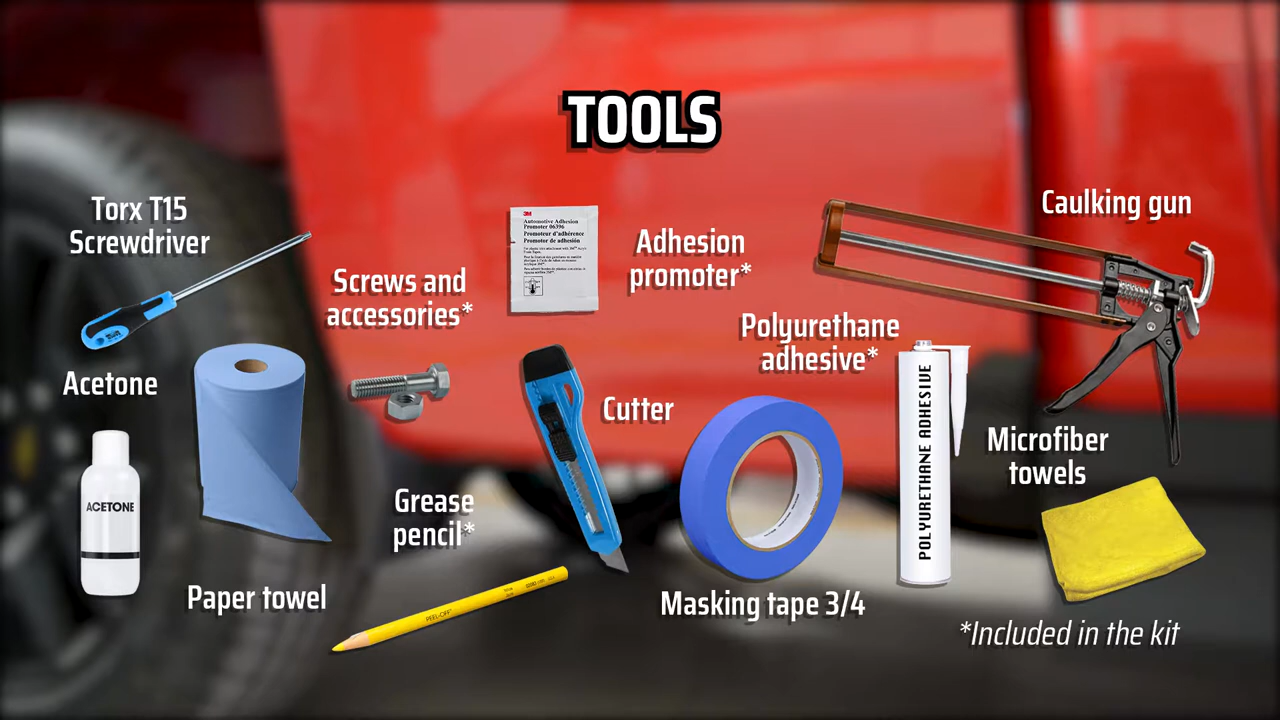 TOOLS
Torx T15
Screwdriver
Screws and
accessories*
3M
Automotive Adhesion
Promoter 06396
Promoteur d'adhérence
Promotor de adhesión
Adhesion
promoter*
Caulking gun
Polyurethane
adhesive*
Acetone
ACETONE
Paper towel
Grease
pencil*
PEEL-OFF
Cutter
Masking tape 3/4
POLYURETHANE ADHESIVE
Microfiber
towels
*Included in the kit